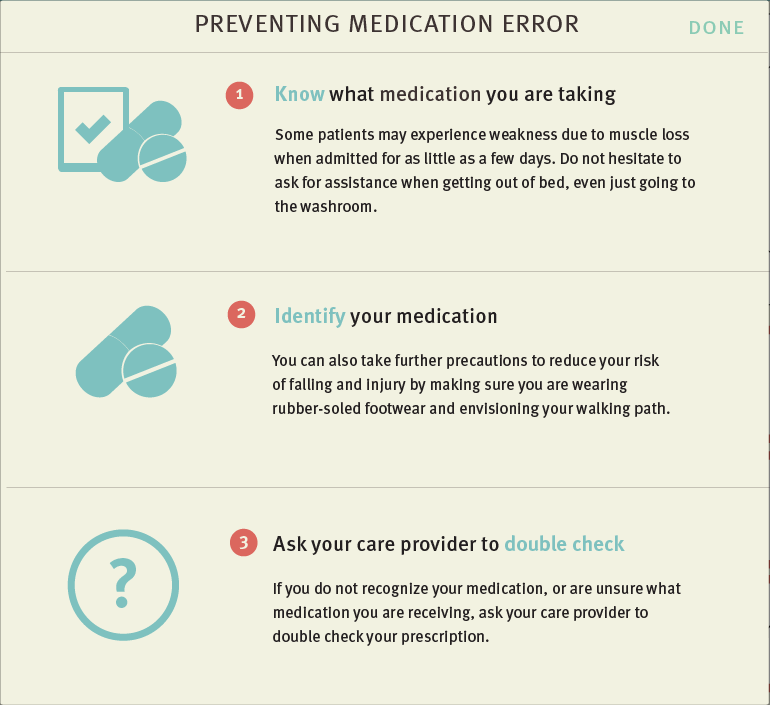 PREVENTING MEDICATION ERROR
DONE
1 Know what medication you are taking
Some patients may experience weakness due to muscle loss
when admitted for as little as a few days. Do not hesitate to
ask for assistance when getting out of bed, even just going to
the washroom.
2 Identify your medication
You can also take further precautions to reduce your risk
of falling and injury by making sure you are wearing
rubber-soled footwear and envisioning your walking path.
?
3 Ask your care provider to double check
If you do not recognize your medication, or are unsure what
medication you are receiving, ask your care provider to
double check your prescription.